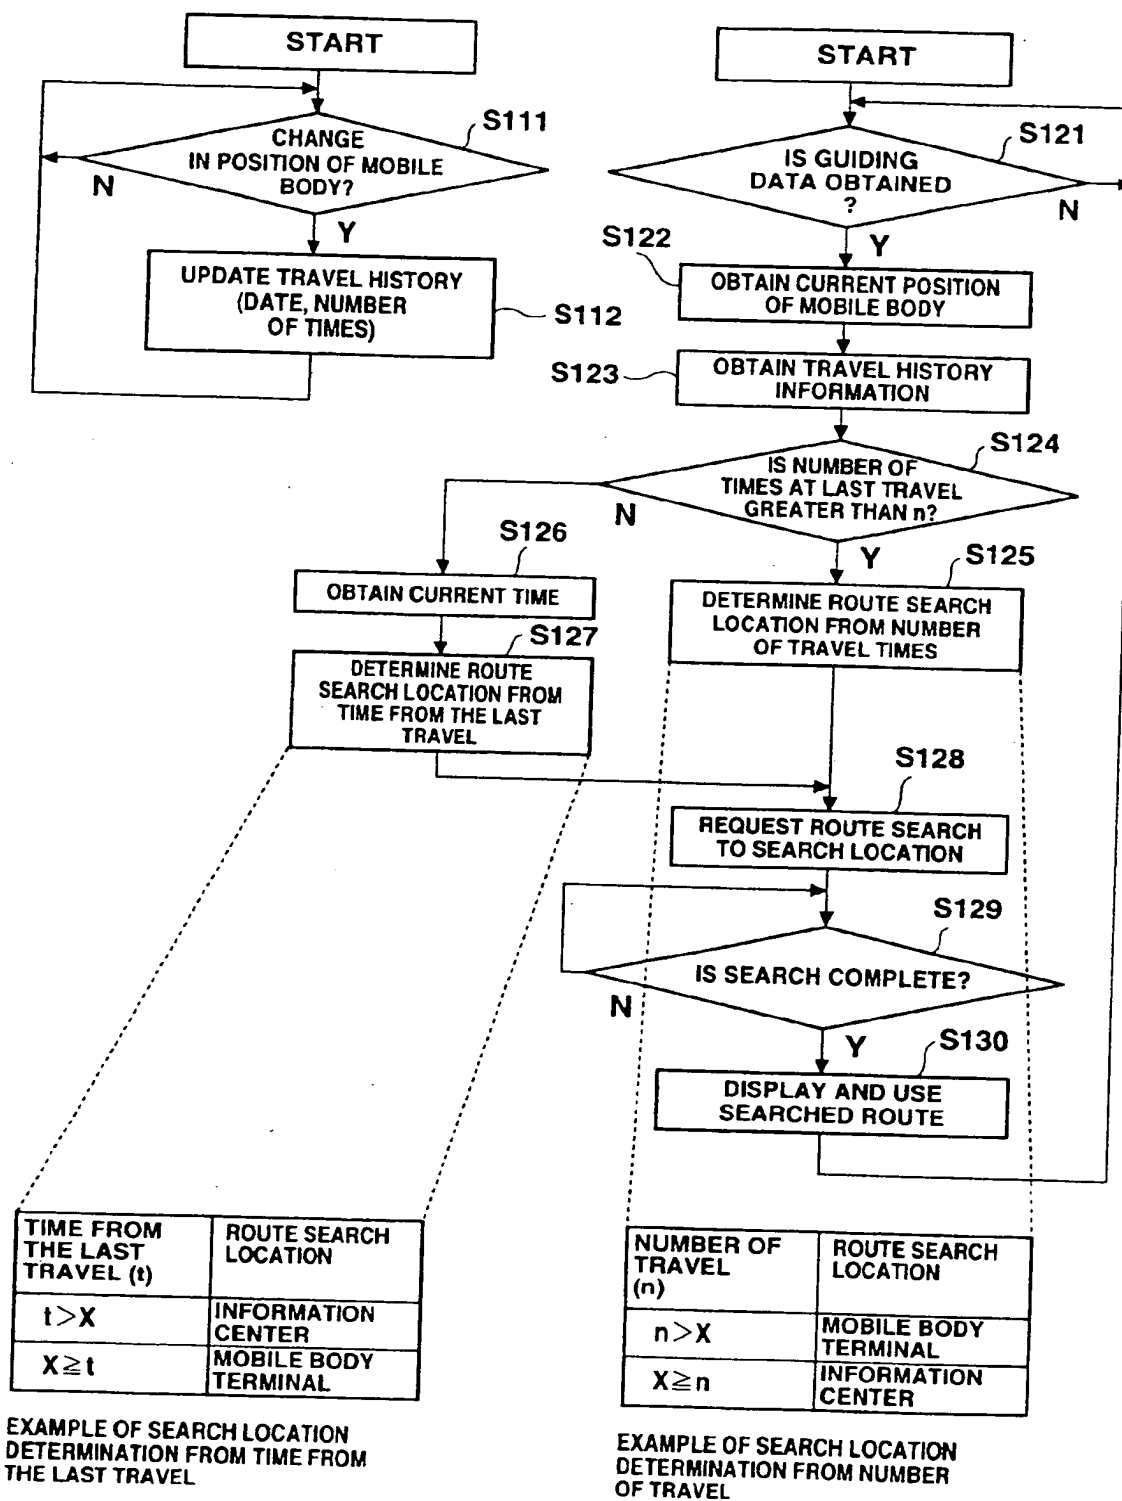 START
S111
CHANGE
IN POSITION OF MOBILE
BODY?
N
Y
UPDATE TRAVEL HISTORY
(DATE, NUMBER
OF TIMES)
S112
START
S121
IS GUIDING
DATA OBTAINED
?
N
Y
S122
OBTAIN CURRENT POSITION
OF MOBILE BODY
S123
OBTAIN TRAVEL HISTORY
INFORMATION
S124
IS NUMBER OF
TIMES AT LAST TRAVEL
GREATER THAN n?
N
Y
S126
OBTAIN CURRENT TIME
S127
DETERMINE ROUTE
SEARCH LOCATION FROM
TIME FROM THE LAST
TRAVEL
S125
DETERMINE ROUTE SEARCH
LOCATION FROM NUMBER
OF TRAVEL TIMES
S128
REQUEST ROUTE SEARCH
TO SEARCH LOCATION
S129
IS SEARCH COMPLETE?
N
Y
S130
DISPLAY AND USE
SEARCHED ROUTE
TIME FROM
THE LAST
TRAVEL (t)
ROUTE SEARCH
LOCATION
t>X
INFORMATION
CENTER
X≧t
MOBILE BODY
TERMINAL
EXAMPLE OF SEARCH LOCATION
DETERMINATION FROM TIME FROM
THE LAST TRAVEL
NUMBER OF
TRAVEL
(n)
ROUTE SEARCH
LOCATION
n>X
MOBILE BODY
TERMINAL
X≧n
INFORMATION
CENTER
EXAMPLE OF SEARCH LOCATION
DETERMINATION FROM NUMBER
OF TRAVEL